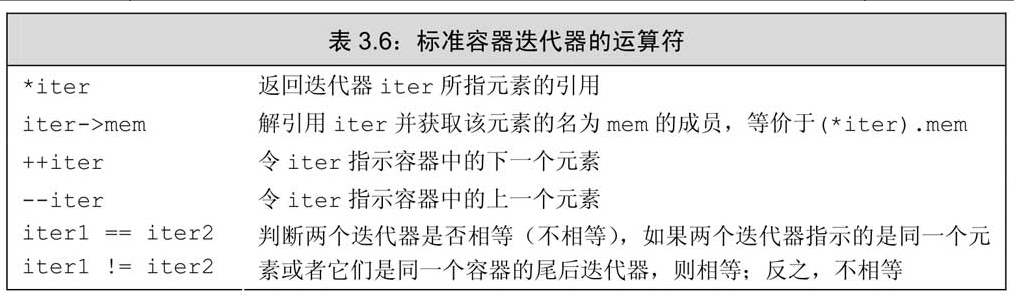 表 3.6：标准容器迭代器的运算符
*iter 返回迭代器 iter 所指元素的引用
iter->mem 解引用 iter 并获取该元素的名为 mem 的成员，等价于(*iter).mem
++iter 令 iter 指示容器中的下一个元素
--iter 令 iter 指示容器中的上一个元素
iter1 == iter2 判断两个迭代器是否相等（不相等），如果两个迭代器指示的是同一个元
iter1 != iter2 素或者它们是同一个容器的尾后迭代器，则相等；反之，不相等